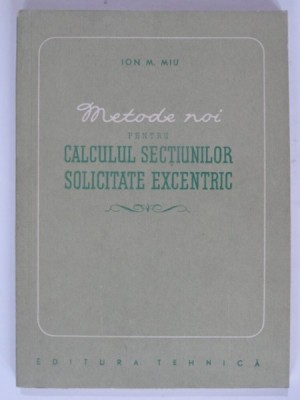 ION M. MIU
Metode noi
PENTRU
CALCULUL SECȚIUNILOR
SOLICITATE EXCENTRIC
EDITURA TEHNICĂ